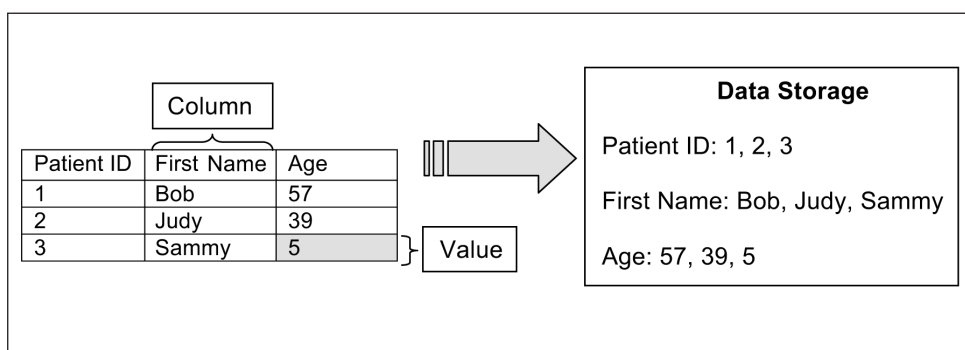 Column
Patient ID First Name Age
1 Bob 57
2 Judy 39
3 Sammy 5
Value
Data Storage
Patient ID: 1, 2, 3
First Name: Bob, Judy, Sammy
Age: 57, 39, 5